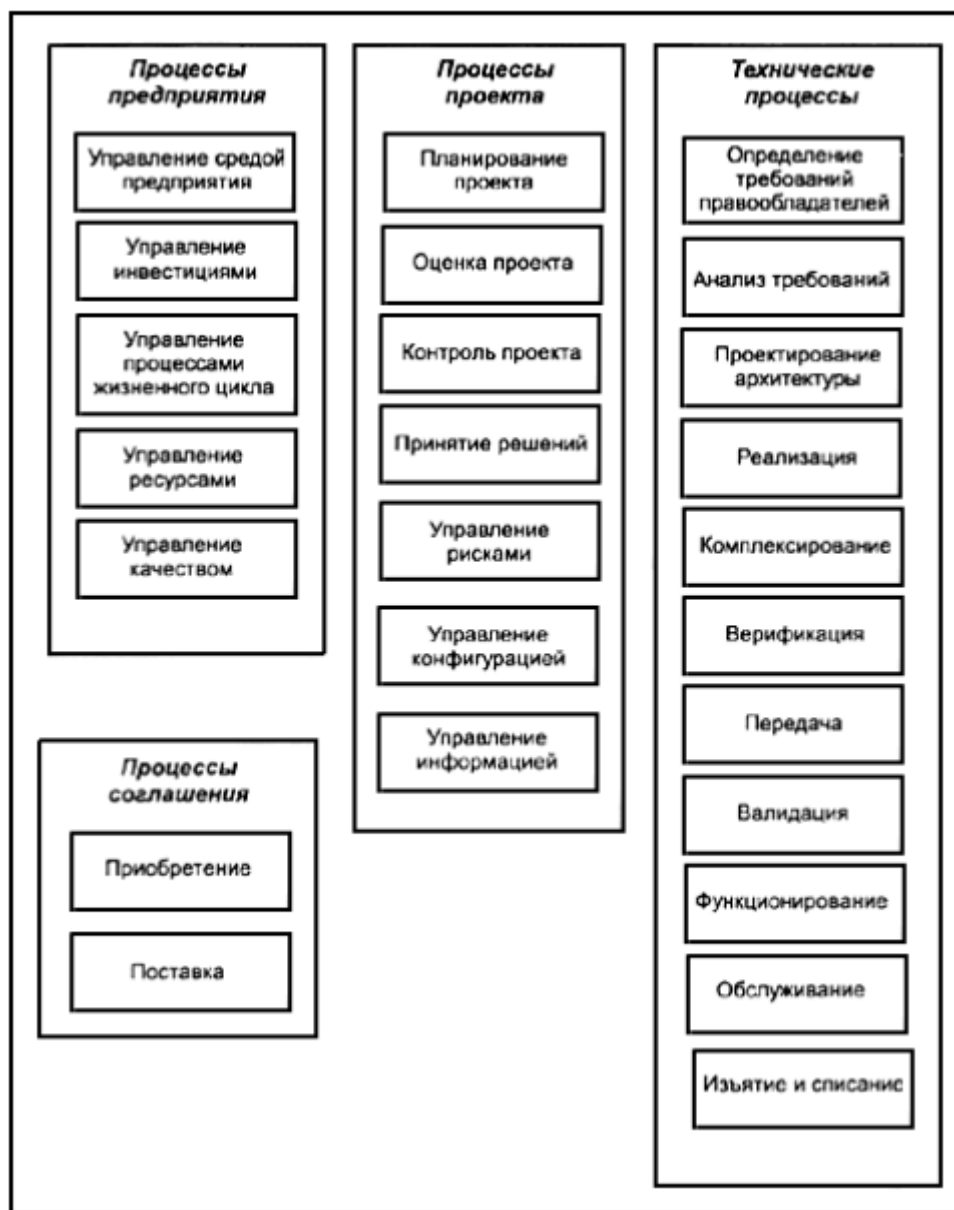 Процессы
предприятия
Управление средой
предприятия
Управление
инвестициями
Управление
процессами
жизненного цикла
Управление
ресурсами
Управление
качеством
Процессы
соглашения
Приобретение
Поставка
Процессы
проекта
Планирование
проекта
Оценка проекта
Контроль проекта
Принятие решений
Управление
рисками
Управление
конфигурацией
Управление
информацией
Технические
процессы
Определение
требований
правообладателей
Анализ требований
Проектирование
архитектуры
Реализация
Комплексирование
Верификация
Передача
Валидация
Функционирование
Обслуживание
Изъятие и списание